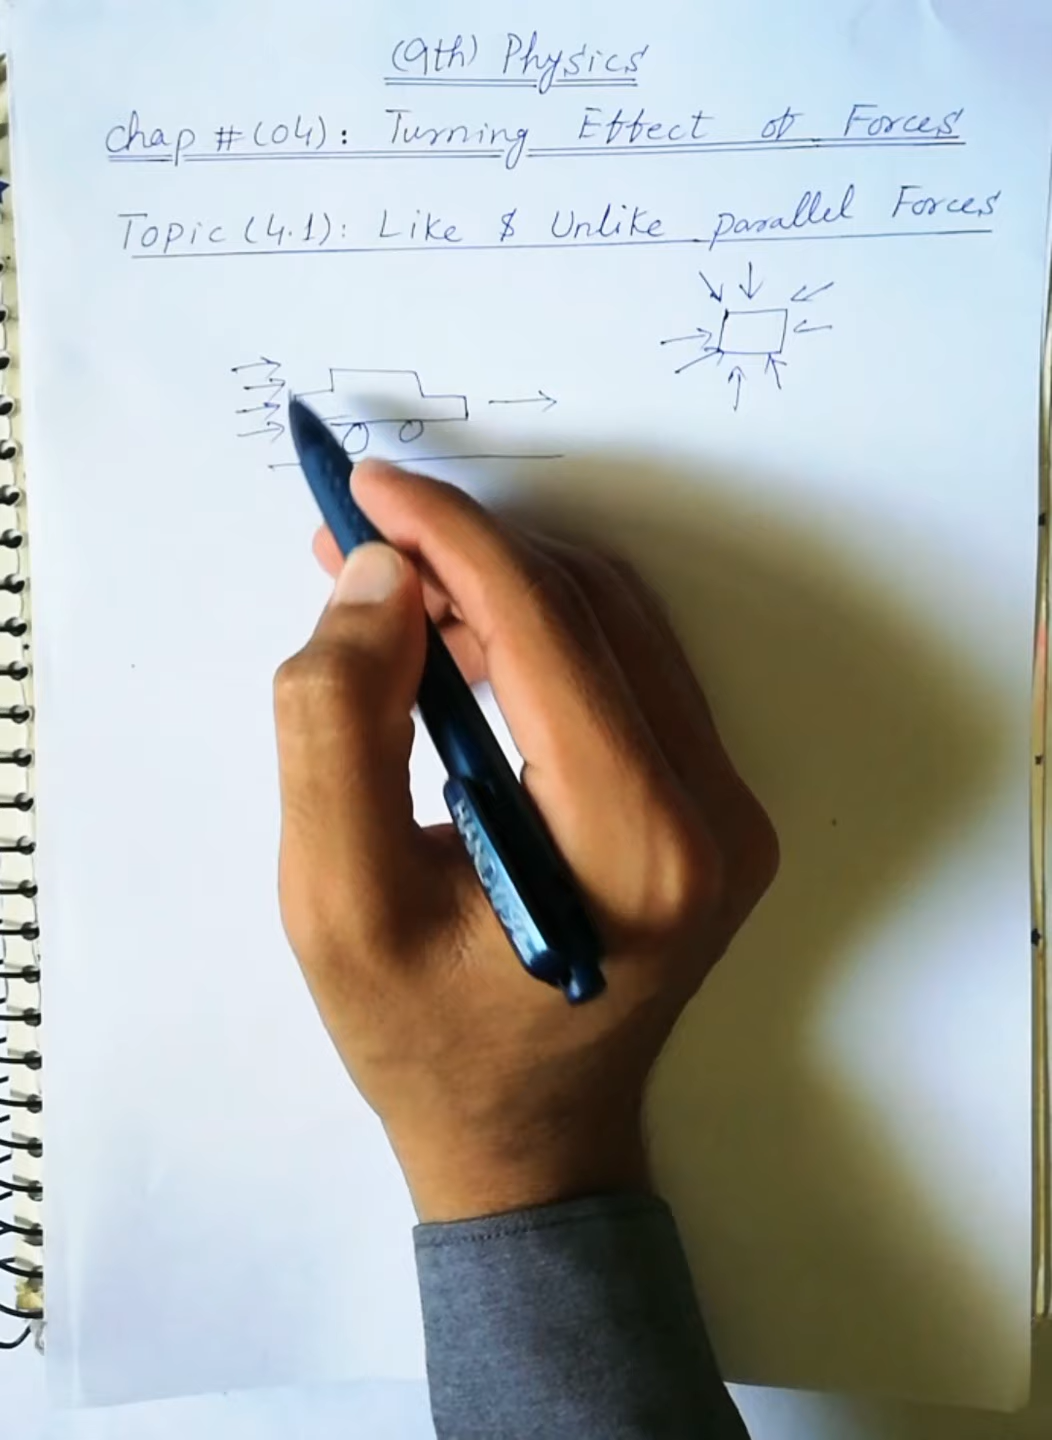 (9th) Physics
Chap # (04): Turning Effect of Forces
Topic (4.1): Like & Unlike parallel Forces